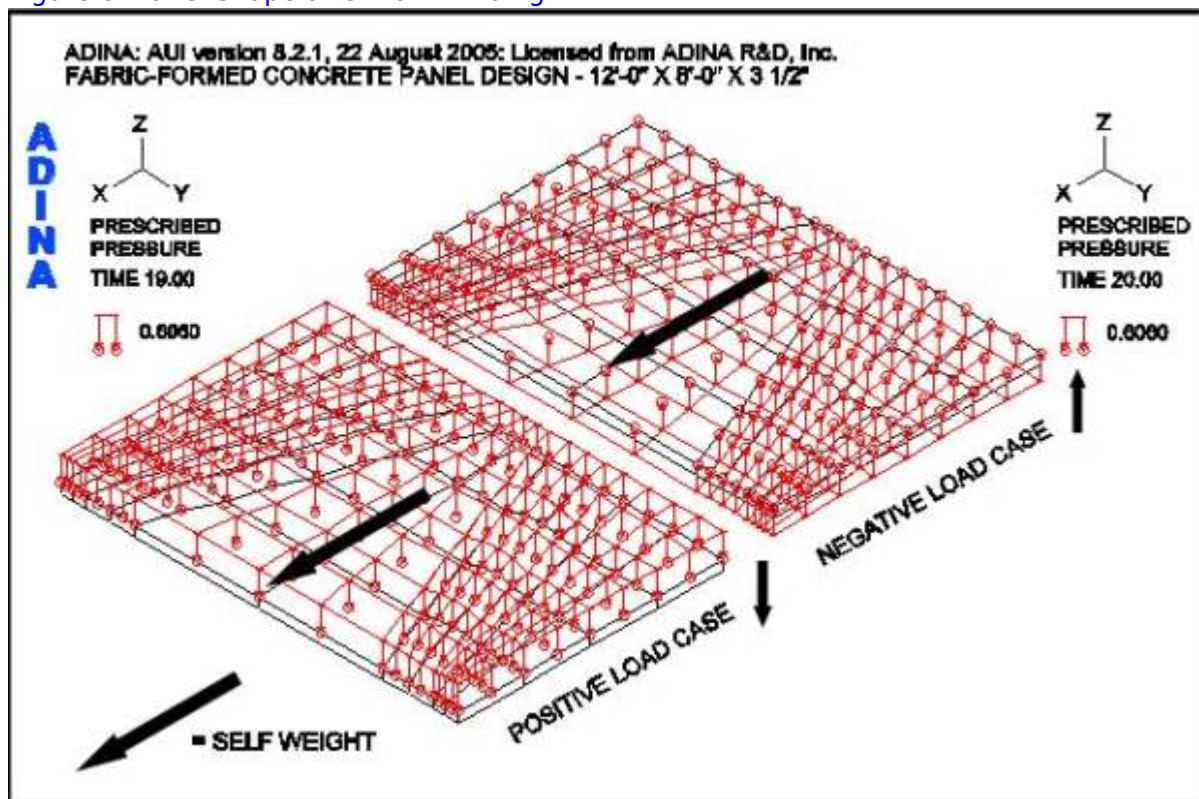 ADINA: AUI version 8.2.1, 22 August 2005: Licensed from ADINA R&D, Inc.
FABRIC-FORMED CONCRETE PANEL DESIGN - 12'-0" X 8'-0" X 3 1/2"
ADINA
Z
X Y
PRESCRIBED
PRESSURE
TIME 19.00
0.6060
Z
X Y
PRESCRIBED
PRESSURE
TIME 20.00
0.6060
NEGATIVE LOAD CASE
POSITIVE LOAD CASE
= SELF WEIGHT